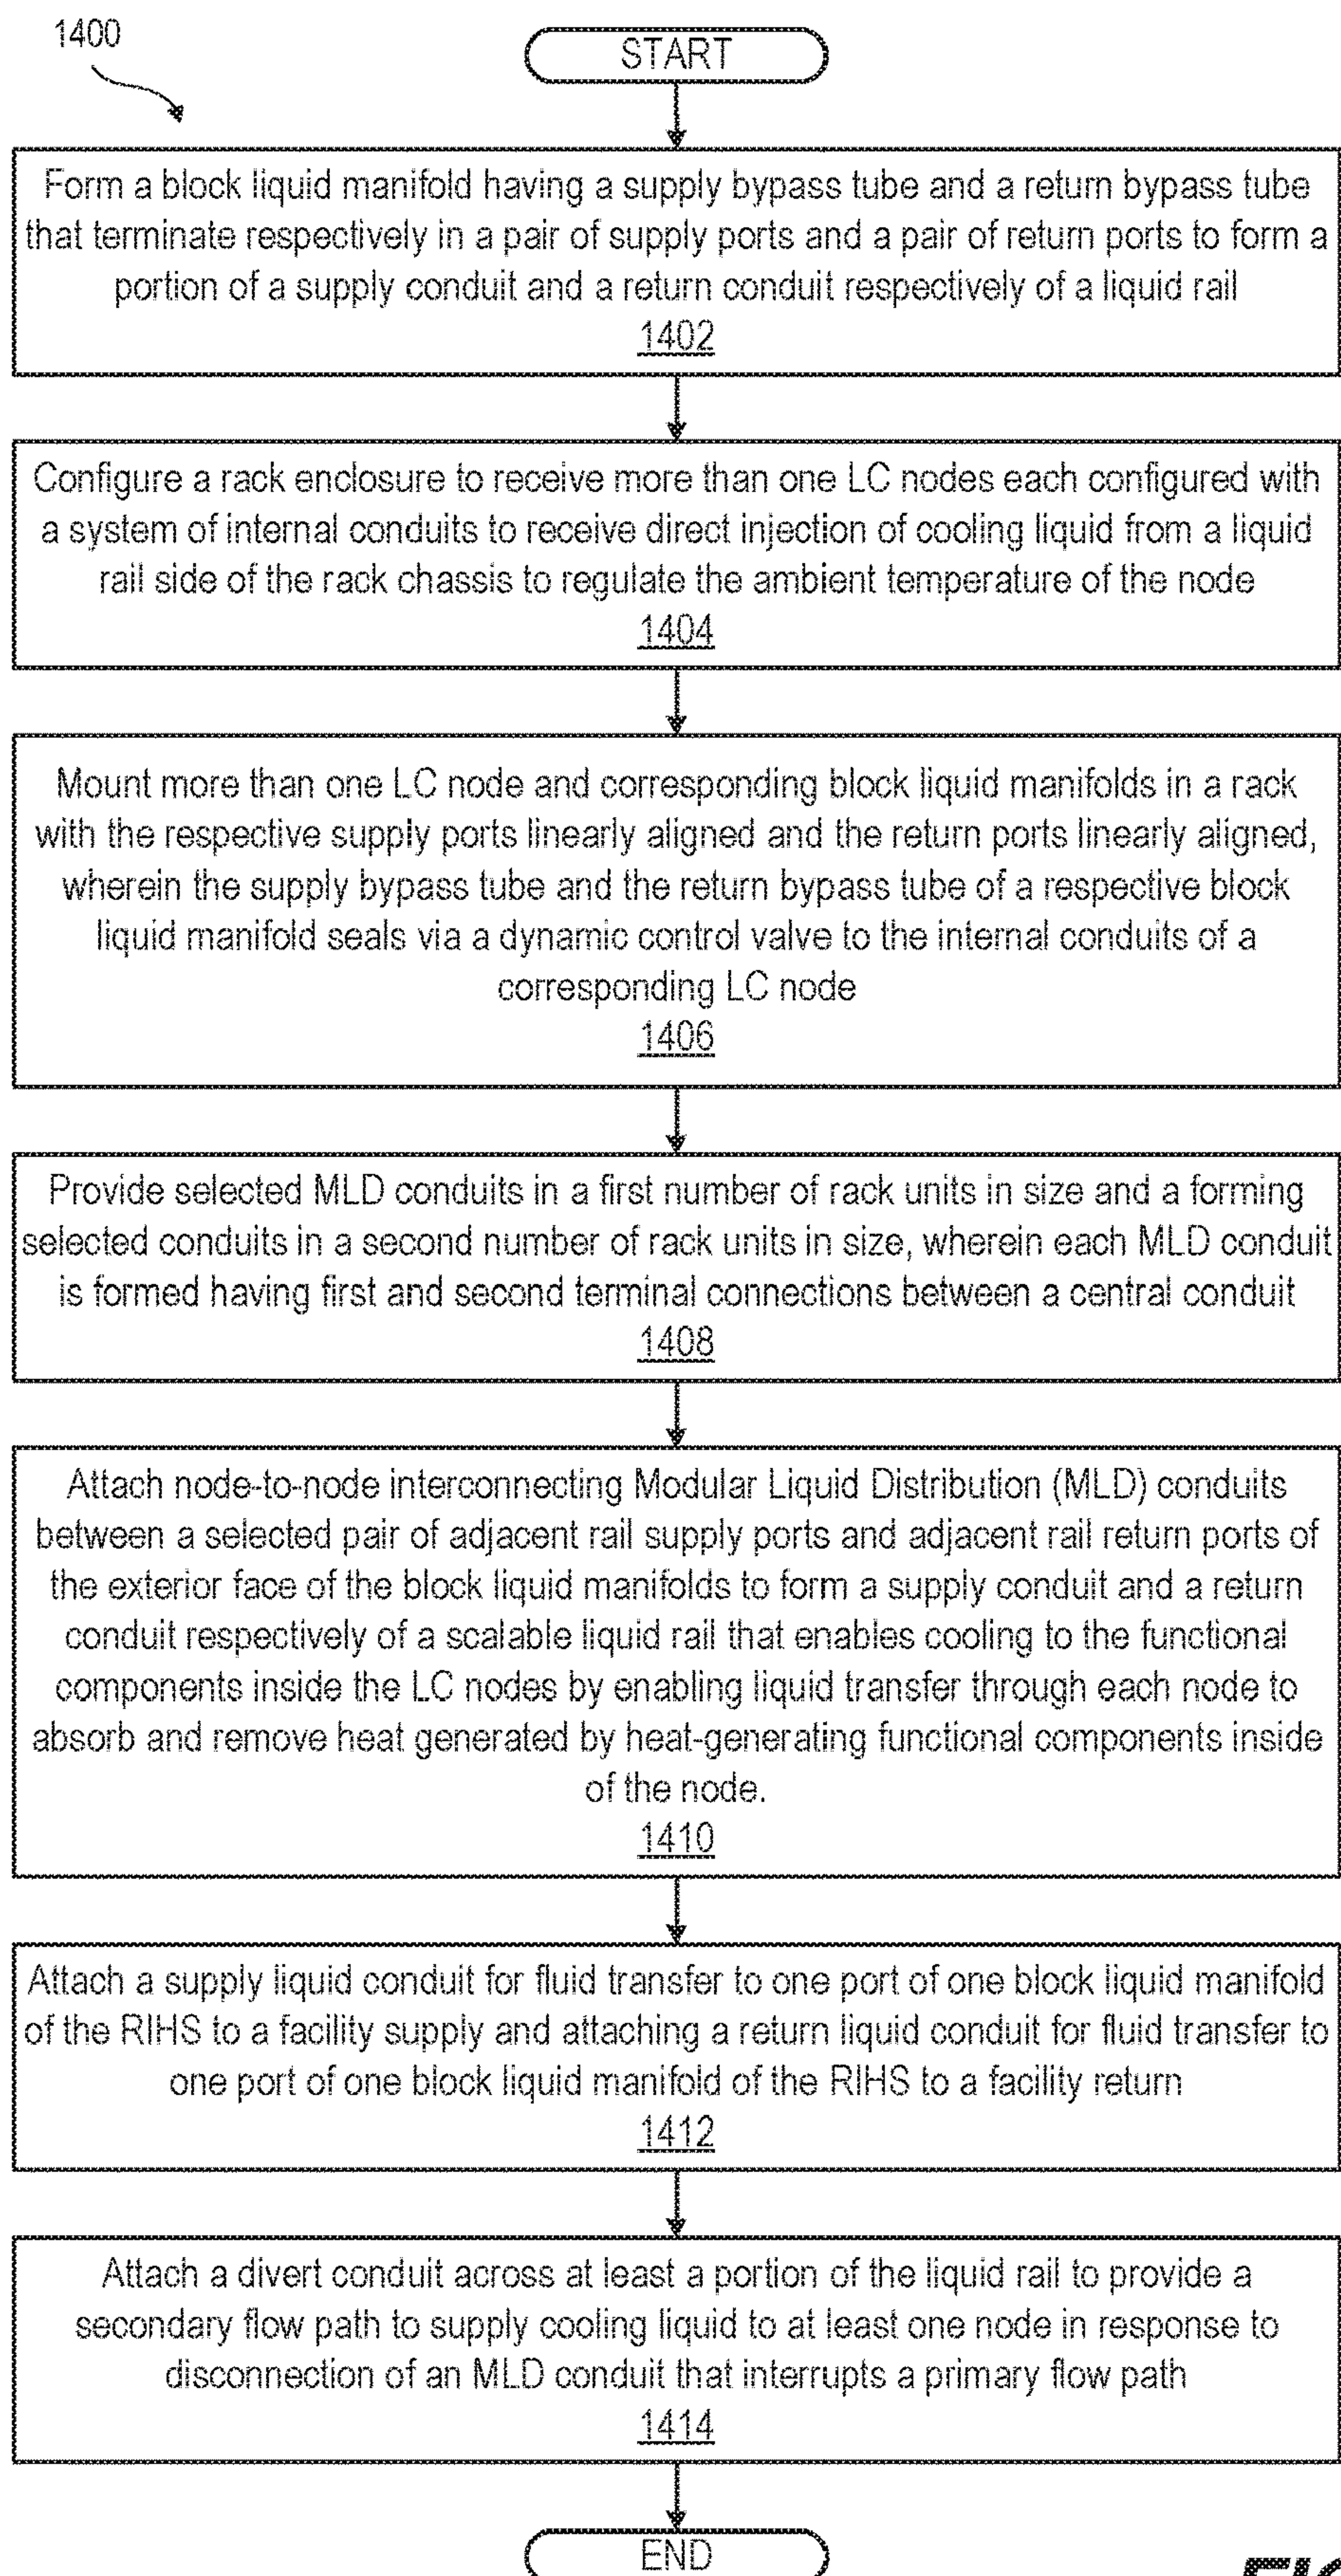 1400
START
Form a block liquid manifold having a supply bypass tube and a return bypass tube
that terminate respectively in a pair of supply ports and a pair of return ports to form a
portion of a supply conduit and a return conduit respectively of a liquid rail
1402
Configure a rack enclosure to receive more than one LC nodes each configured with
a system of internal conduits to receive direct injection of cooling liquid from a liquid
rail side of the rack chassis to regulate the ambient temperature of the node
1404
Mount more than one LC node and corresponding block liquid manifolds in a rack
with the respective supply ports linearly aligned and the return ports linearly aligned,
wherein the supply bypass tube and the return bypass tube of a respective block
liquid manifold seals via a dynamic control valve to the internal conduits of a
corresponding LC node
1406
Provide selected MLD conduits in a first number of rack units in size and a forming
selected conduits in a second number of rack units in size, wherein each MLD conduit
is formed having first and second terminal connections between a central conduit
1408
Attach node-to-node interconnecting Modular Liquid Distribution (MLD) conduits
between a selected pair of adjacent rail supply ports and adjacent rail return ports of
the exterior face of the block liquid manifolds to form a supply conduit and a return
conduit respectively of a scalable liquid rail that enables cooling to the functional
components inside the LC nodes by enabling liquid transfer through each node to
absorb and remove heat generated by heat-generating functional components inside
of the node.
1410
Attach a supply liquid conduit for fluid transfer to one port of one block liquid manifold
of the RIHS to a facility supply and attaching a return liquid conduit for fluid transfer to
one port of one block liquid manifold of the RIHS to a facility return
1412
Attach a divert conduit across at least a portion of the liquid rail to provide a
secondary flow path to supply cooling liquid to at least one node in response to
disconnection of an MLD conduit that interrupts a primary flow path
1414
END